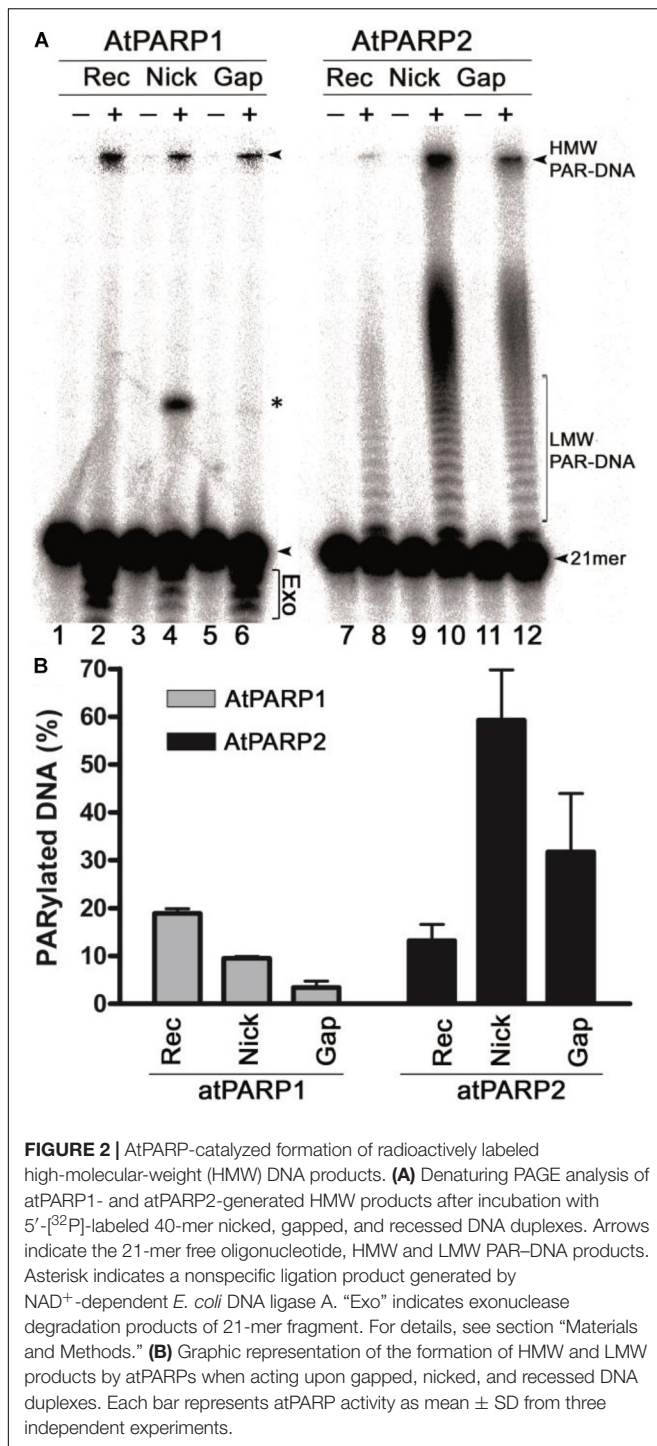 A
AtPARP1 AtPARP2
Rec Nick Gap Rec Nick Gap
– + – + – + – + – + – +
HMW
PAR-DNA
*
LMW
PAR-DNA
21mer
Exo
1 2 3 4 5 6 7 8 9 10 11 12
B
70
60
50
40
30
20
10
0
PARylated DNA (%)
AtPARP1
AtPARP2
Rec Nick Gap Rec Nick Gap
atPARP1 atPARP2
FIGURE 2 | AtPARP-catalyzed formation of radioactively labeled
high-molecular-weight (HMW) DNA products. (A) Denaturing PAGE analysis of
atPARP1- and atPARP2-generated HMW products after incubation with
5′-[³²P]-labeled 40-mer nicked, gapped, and recessed DNA duplexes. Arrows
indicate the 21-mer free oligonucleotide, HMW and LMW PAR–DNA products.
Asterisk indicates a nonspecific ligation product generated by
NAD⁺-dependent E. coli DNA ligase A. “Exo” indicates exonuclease
degradation products of 21-mer fragment. For details, see section “Materials
and Methods.” (B) Graphic representation of the formation of HMW and LMW
products by atPARPs when acting upon gapped, nicked, and recessed DNA
duplexes. Each bar represents atPARP activity as mean ± SD from three
independent experiments.